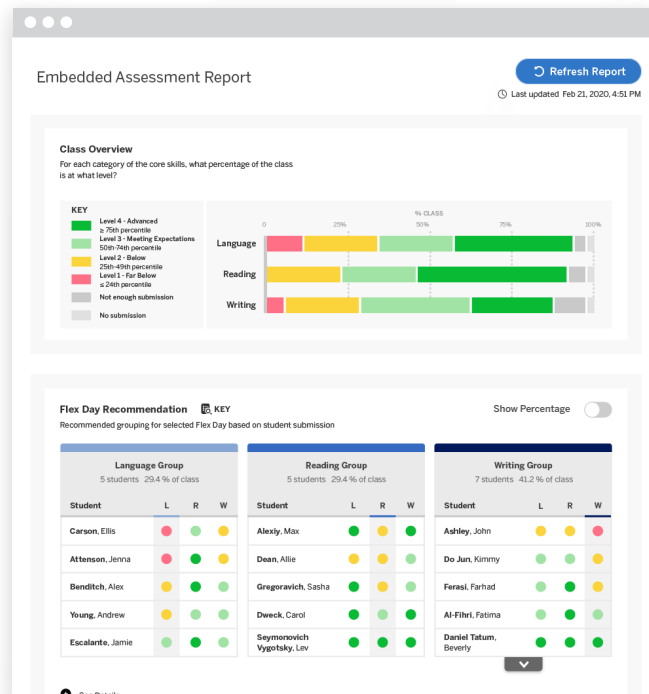 Embedded Assessment Report
Refresh Report
Last updated Feb 21, 2020, 4:51 PM
Class Overview
For each category of the core skills, what percentage of the class
is at what level?
KEY
Level 4 - Advanced
≥ 75th percentile
Level 3 - Meeting Expectations
50th-74th percentile
Level 2 - Below
25th-49th percentile
Level 1 - Far Below
≤ 24th percentile
Not enough submission
No submission
% CLASS
0 25% 50% 75% 100%
Language
Reading
Writing
Flex Day Recommendation KEY
Show Percentage
Recommended grouping for selected Flex Day based on student submission
Language Group
5 students 29.4 % of class
Student L R W
Carson, Ellis
Attenson, Jenna
Benditch, Alex
Young, Andrew
Escalante, Jamie
Reading Group
5 students 29.4 % of class
Student L R W
Alexiy, Max
Dean, Allie
Gregoravich, Sasha
Dweck, Carol
Seymonovich
Vygotsky, Lev
Writing Group
7 students 41.2 % of class
Student L R W
Ashley, John
Do Jun, Kimmy
Ferasi, Farhad
Al-Fihri, Fatima
Daniel Tatum,
Beverly
See Details